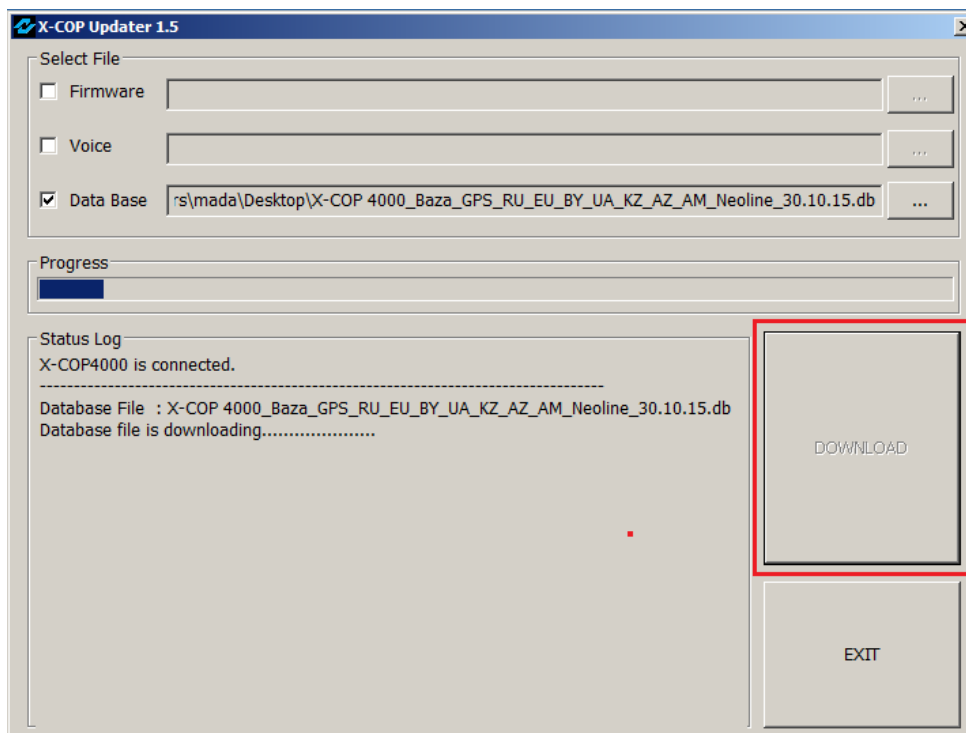 X-COP Updater 1.5
Select File
Firmware
...
Voice
...
Data Base
rs\mada\Desktop\X-COP 4000_Baza_GPS_RU_EU_BY_UA_KZ_AZ_AM_Neoline_30.10.15.db
...
Progress
Status Log
X-COP4000 is connected.
--------------------------------------------------------------------------------
Database File : X-COP 4000_Baza_GPS_RU_EU_BY_UA_KZ_AZ_AM_Neoline_30.10.15.db
Database file is downloading.....................
DOWNLOAD
EXIT